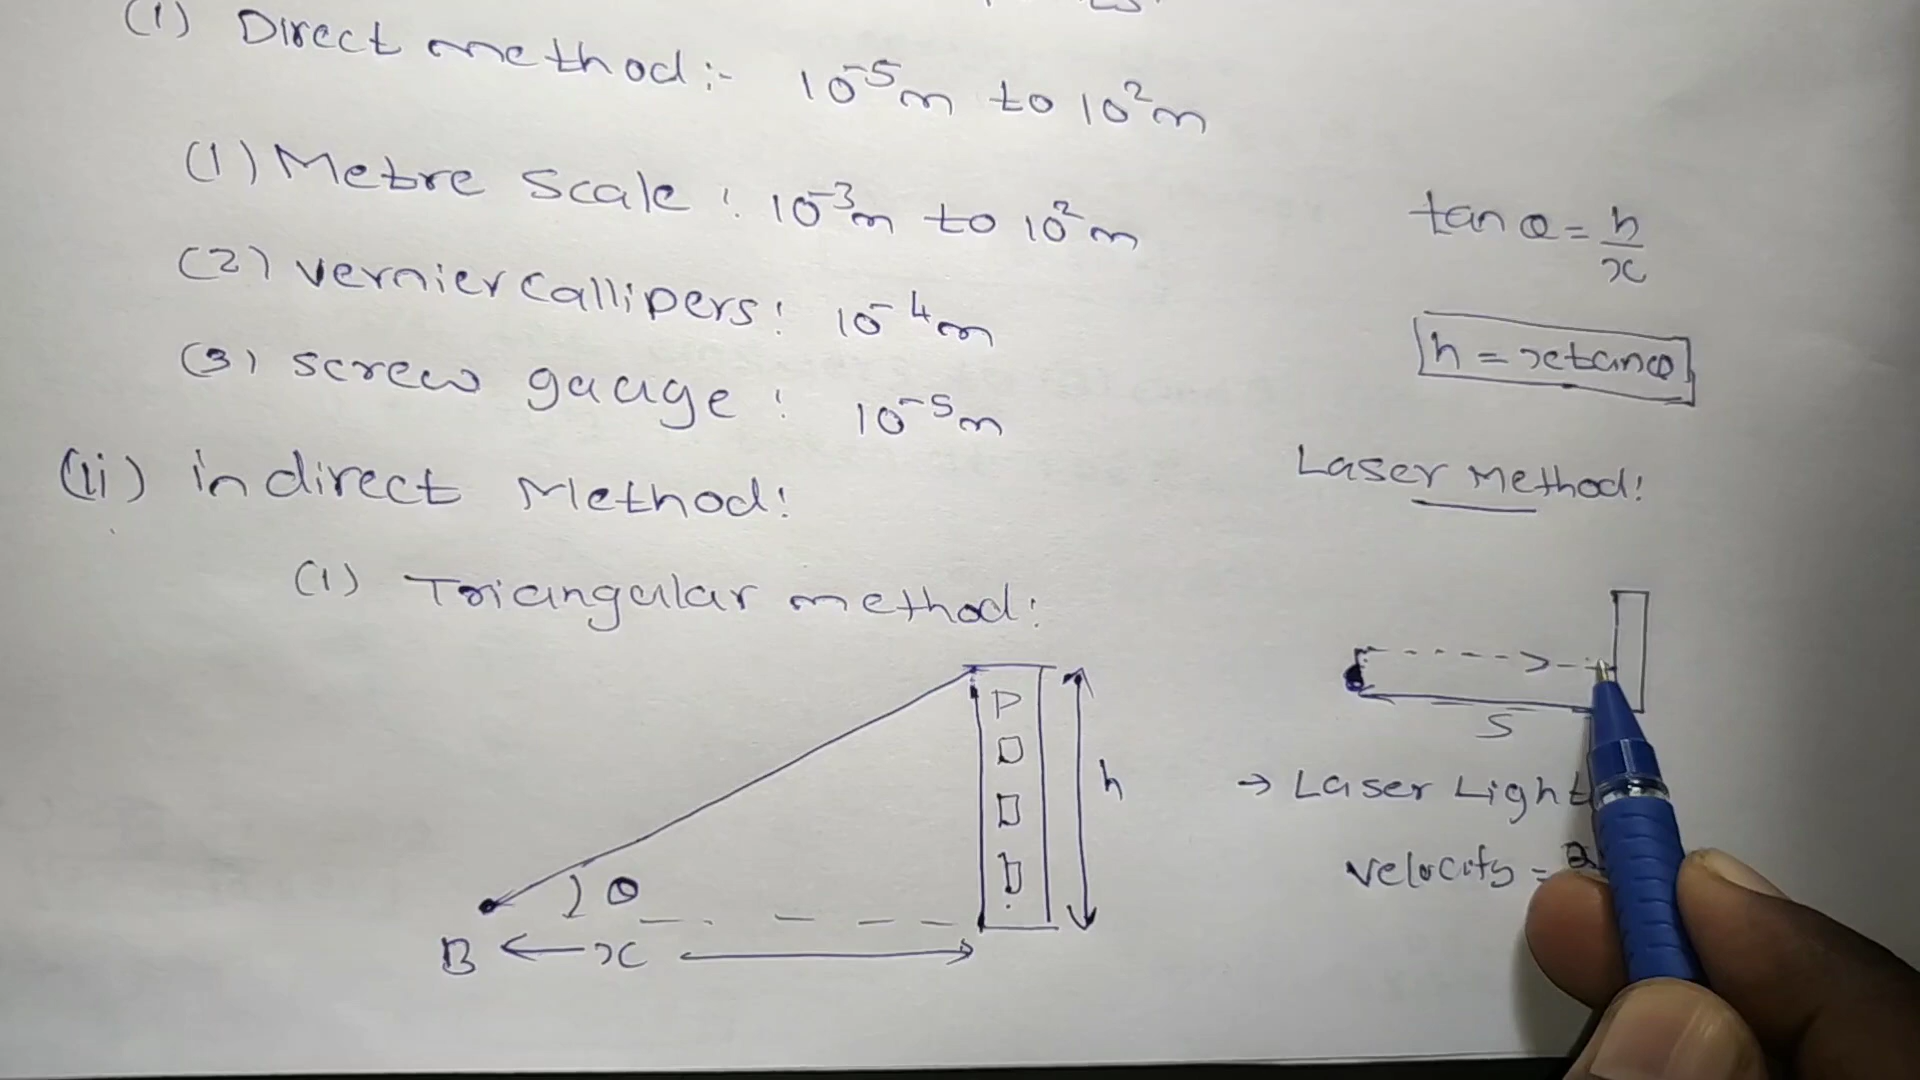 (i) Direct method:- 10⁻⁵m to 10²m
(1) Metre Scale : 10⁻³m to 10²m
(2) Vernier Callipers: 10⁻⁴m
(3) Screw gauge: 10⁻⁵m
(ii) indirect Method:
(1) Triangular method:
P
h
θ
B x
tan θ = h/x
h = x tan θ
Laser Method:
S
→ Laser Light
velocity =